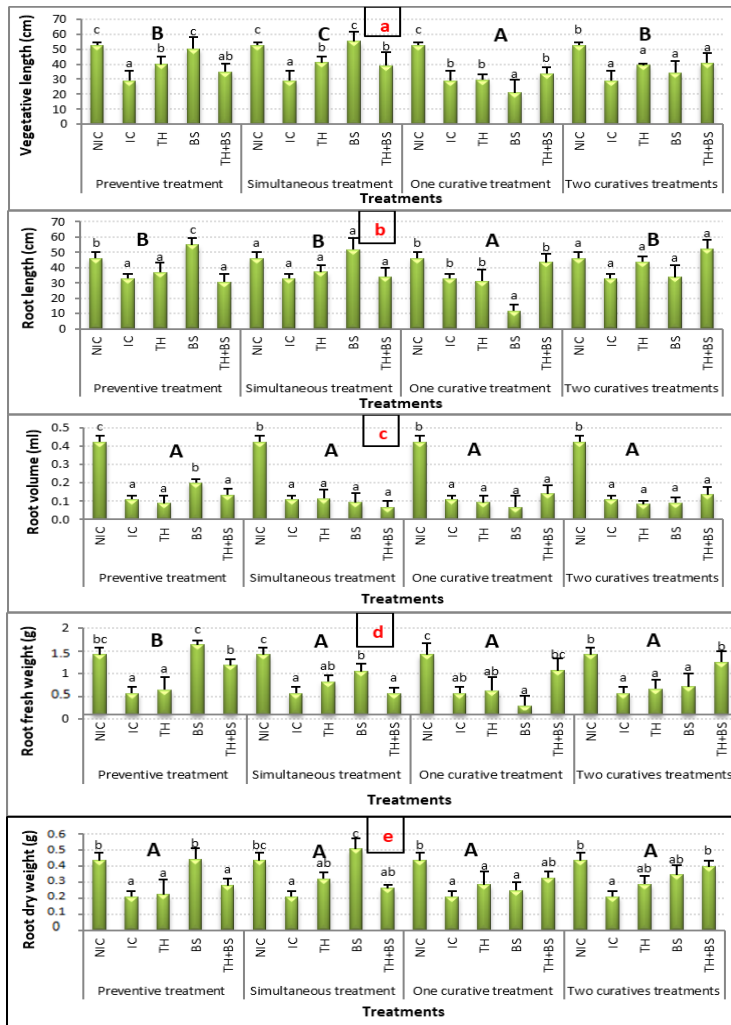 Vegetative length (cm)
70
60
50
40
30
20
10
0
c a b c ab
B
c a b c b
C
a
c b b a b
A
b a a a a
B
NIC IC TH BS TH+BS NIC IC TH BS TH+BS NIC IC TH BS TH+BS NIC IC TH BS TH+BS
Preventive treatment Simultaneous treatment One curative treatment Two curatives treatments
Treatments
Root length (cm)
70
60
50
40
30
20
10
0
b a a c a
B
a a a a a
B
b
b b b a b
A
a a a a a
B
NIC IC TH BS TH+BS NIC IC TH BS TH+BS NIC IC TH BS TH+BS NIC IC TH BS TH+BS
Preventive treatment Simultaneous treatment One curative treatment Two curatives treatments
Treatments
Root volume (ml)
0.5
0.4
0.3
0.2
0.1
0.0
c a a b a
A
b a a a a
A
c
b a a a a
A
b a a a a
A
NIC IC TH BS TH+BS NIC IC TH BS TH+BS NIC IC TH BS TH+BS NIC IC TH BS TH+BS
Preventive treatment Simultaneous treatment One curative treatment Two curatives treatments
Treatments
Root fresh weight (g)
2
1.5
1
0.5
0
bc a a c b
B
c a ab b a
A
d
c ab ab a bc
A
b a a a b
A
NIC IC TH BS TH+BS NIC IC TH BS TH+BS NIC IC TH BS TH+BS NIC IC TH BS TH+BS
Preventive treatment Simultaneous treatment One curative treatment Two curatives treatments
Treatments
Root dry weight (g)
0.6
0.5
0.4
0.3
0.2
0.1
0
b a a b a
A
bc a ab c ab
A
e
b a a a ab
A
b a ab ab b
A
NIC IC TH BS TH+BS NIC IC TH BS TH+BS NIC IC TH BS TH+BS NIC IC TH BS TH+BS
Preventive treatment Simultaneous treatment One curative treatment Two curatives treatments
Treatments